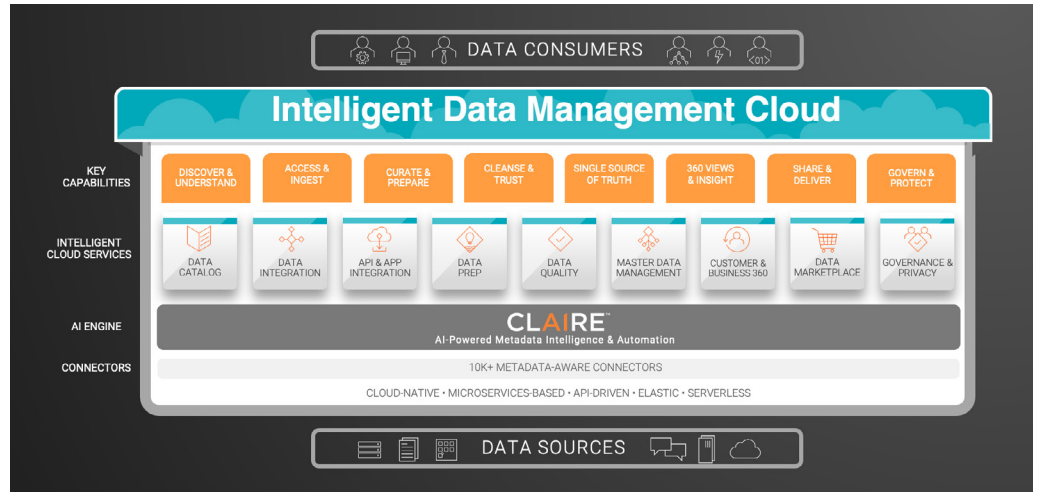 <01>
DATA CONSUMERS
Intelligent Data Management Cloud
KEY
CAPABILITIES
DISCOVER &
UNDERSTAND
ACCESS &
INGEST
CURATE &
PREPARE
CLEANSE &
TRUST
SINGLE SOURCE
OF TRUTH
360 VIEWS
& INSIGHT
SHARE &
DELIVER
GOVERN &
PROTECT
INTELLIGENT
CLOUD SERVICES
DATA
CATALOG
DATA
INTEGRATION
API & APP
INTEGRATION
DATA
PREP
DATA
QUALITY
MASTER DATA
MANAGEMENT
CUSTOMER &
BUSINESS 360
DATA
MARKETPLACE
GOVERNANCE &
PRIVACY
AI ENGINE
CLAIRE™
AI-Powered Metadata Intelligence & Automation
CONNECTORS
10K+ METADATA-AWARE CONNECTORS
CLOUD-NATIVE • MICROSERVICES-BASED • API-DRIVEN • ELASTIC • SERVERLESS
DATA SOURCES